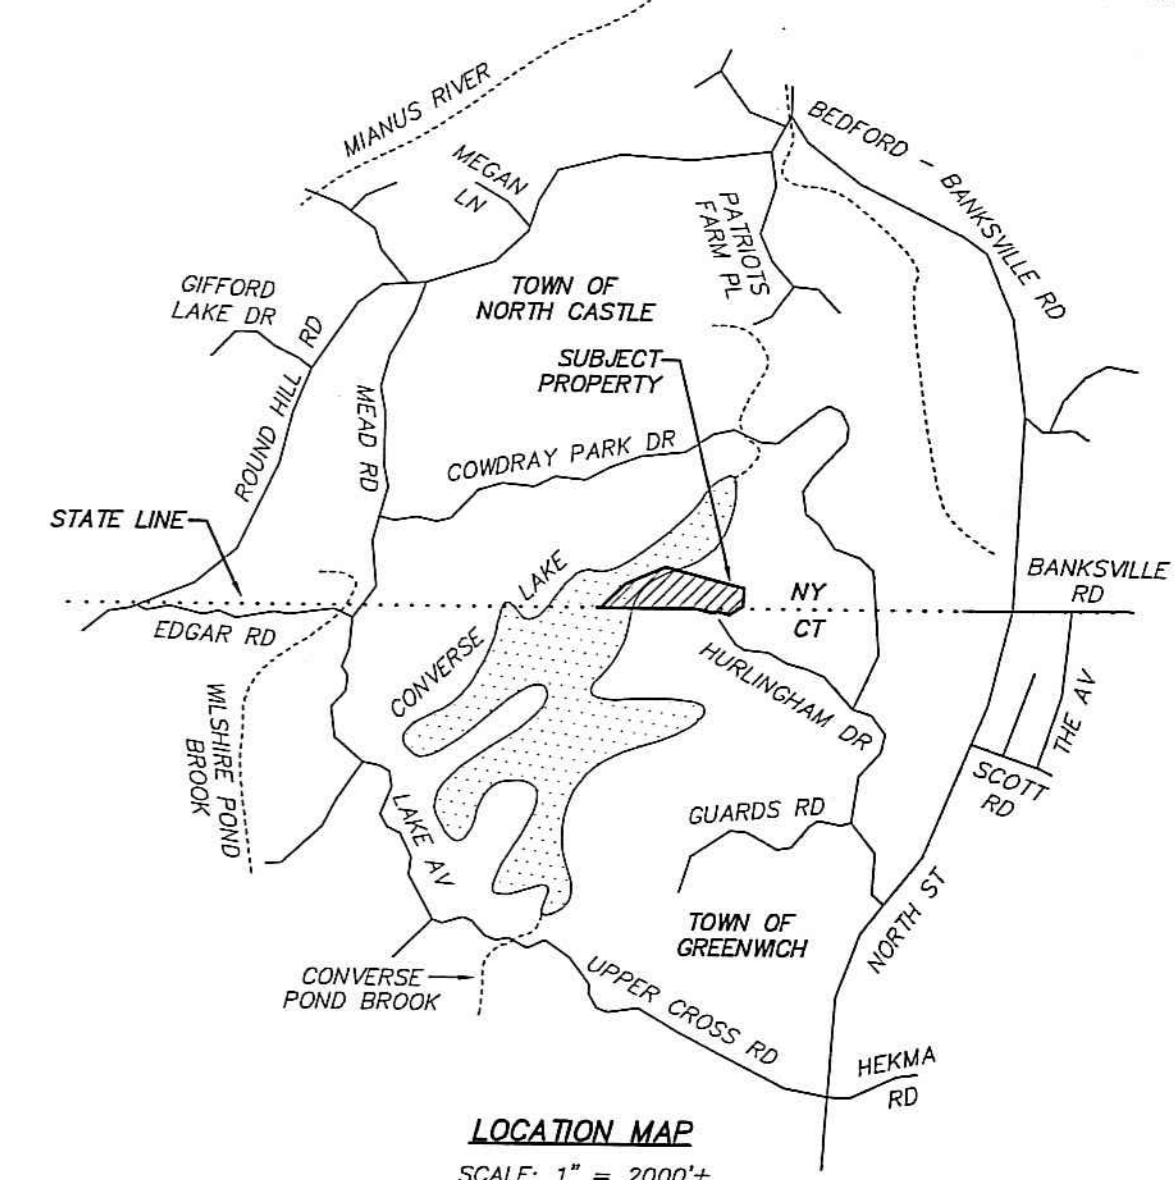 MIANUS RIVER
BEDFORD - BANKSVILLE RD
MEGAN
LN
PATRIOTS
FARM PL
GIFFORD
LAKE DR
TOWN OF
NORTH CASTLE
ROUND HILL RD
MEAD RD
SUBJECT
PROPERTY
COWDRAY PARK DR
STATE LINE
CONVERSE LAKE
NY
CT
BANKSVILLE
RD
EDGAR RD
HURLINGHAM DR
WILSHIRE POND
BROOK
THE AV
SCOTT
RD
LAKE AV
GUARDS RD
TOWN OF
GREENWICH
NORTH ST
CONVERSE
POND BROOK
UPPER CROSS RD
HEKMA
RD
LOCATION MAP
SCALE: 1" = 2000'±